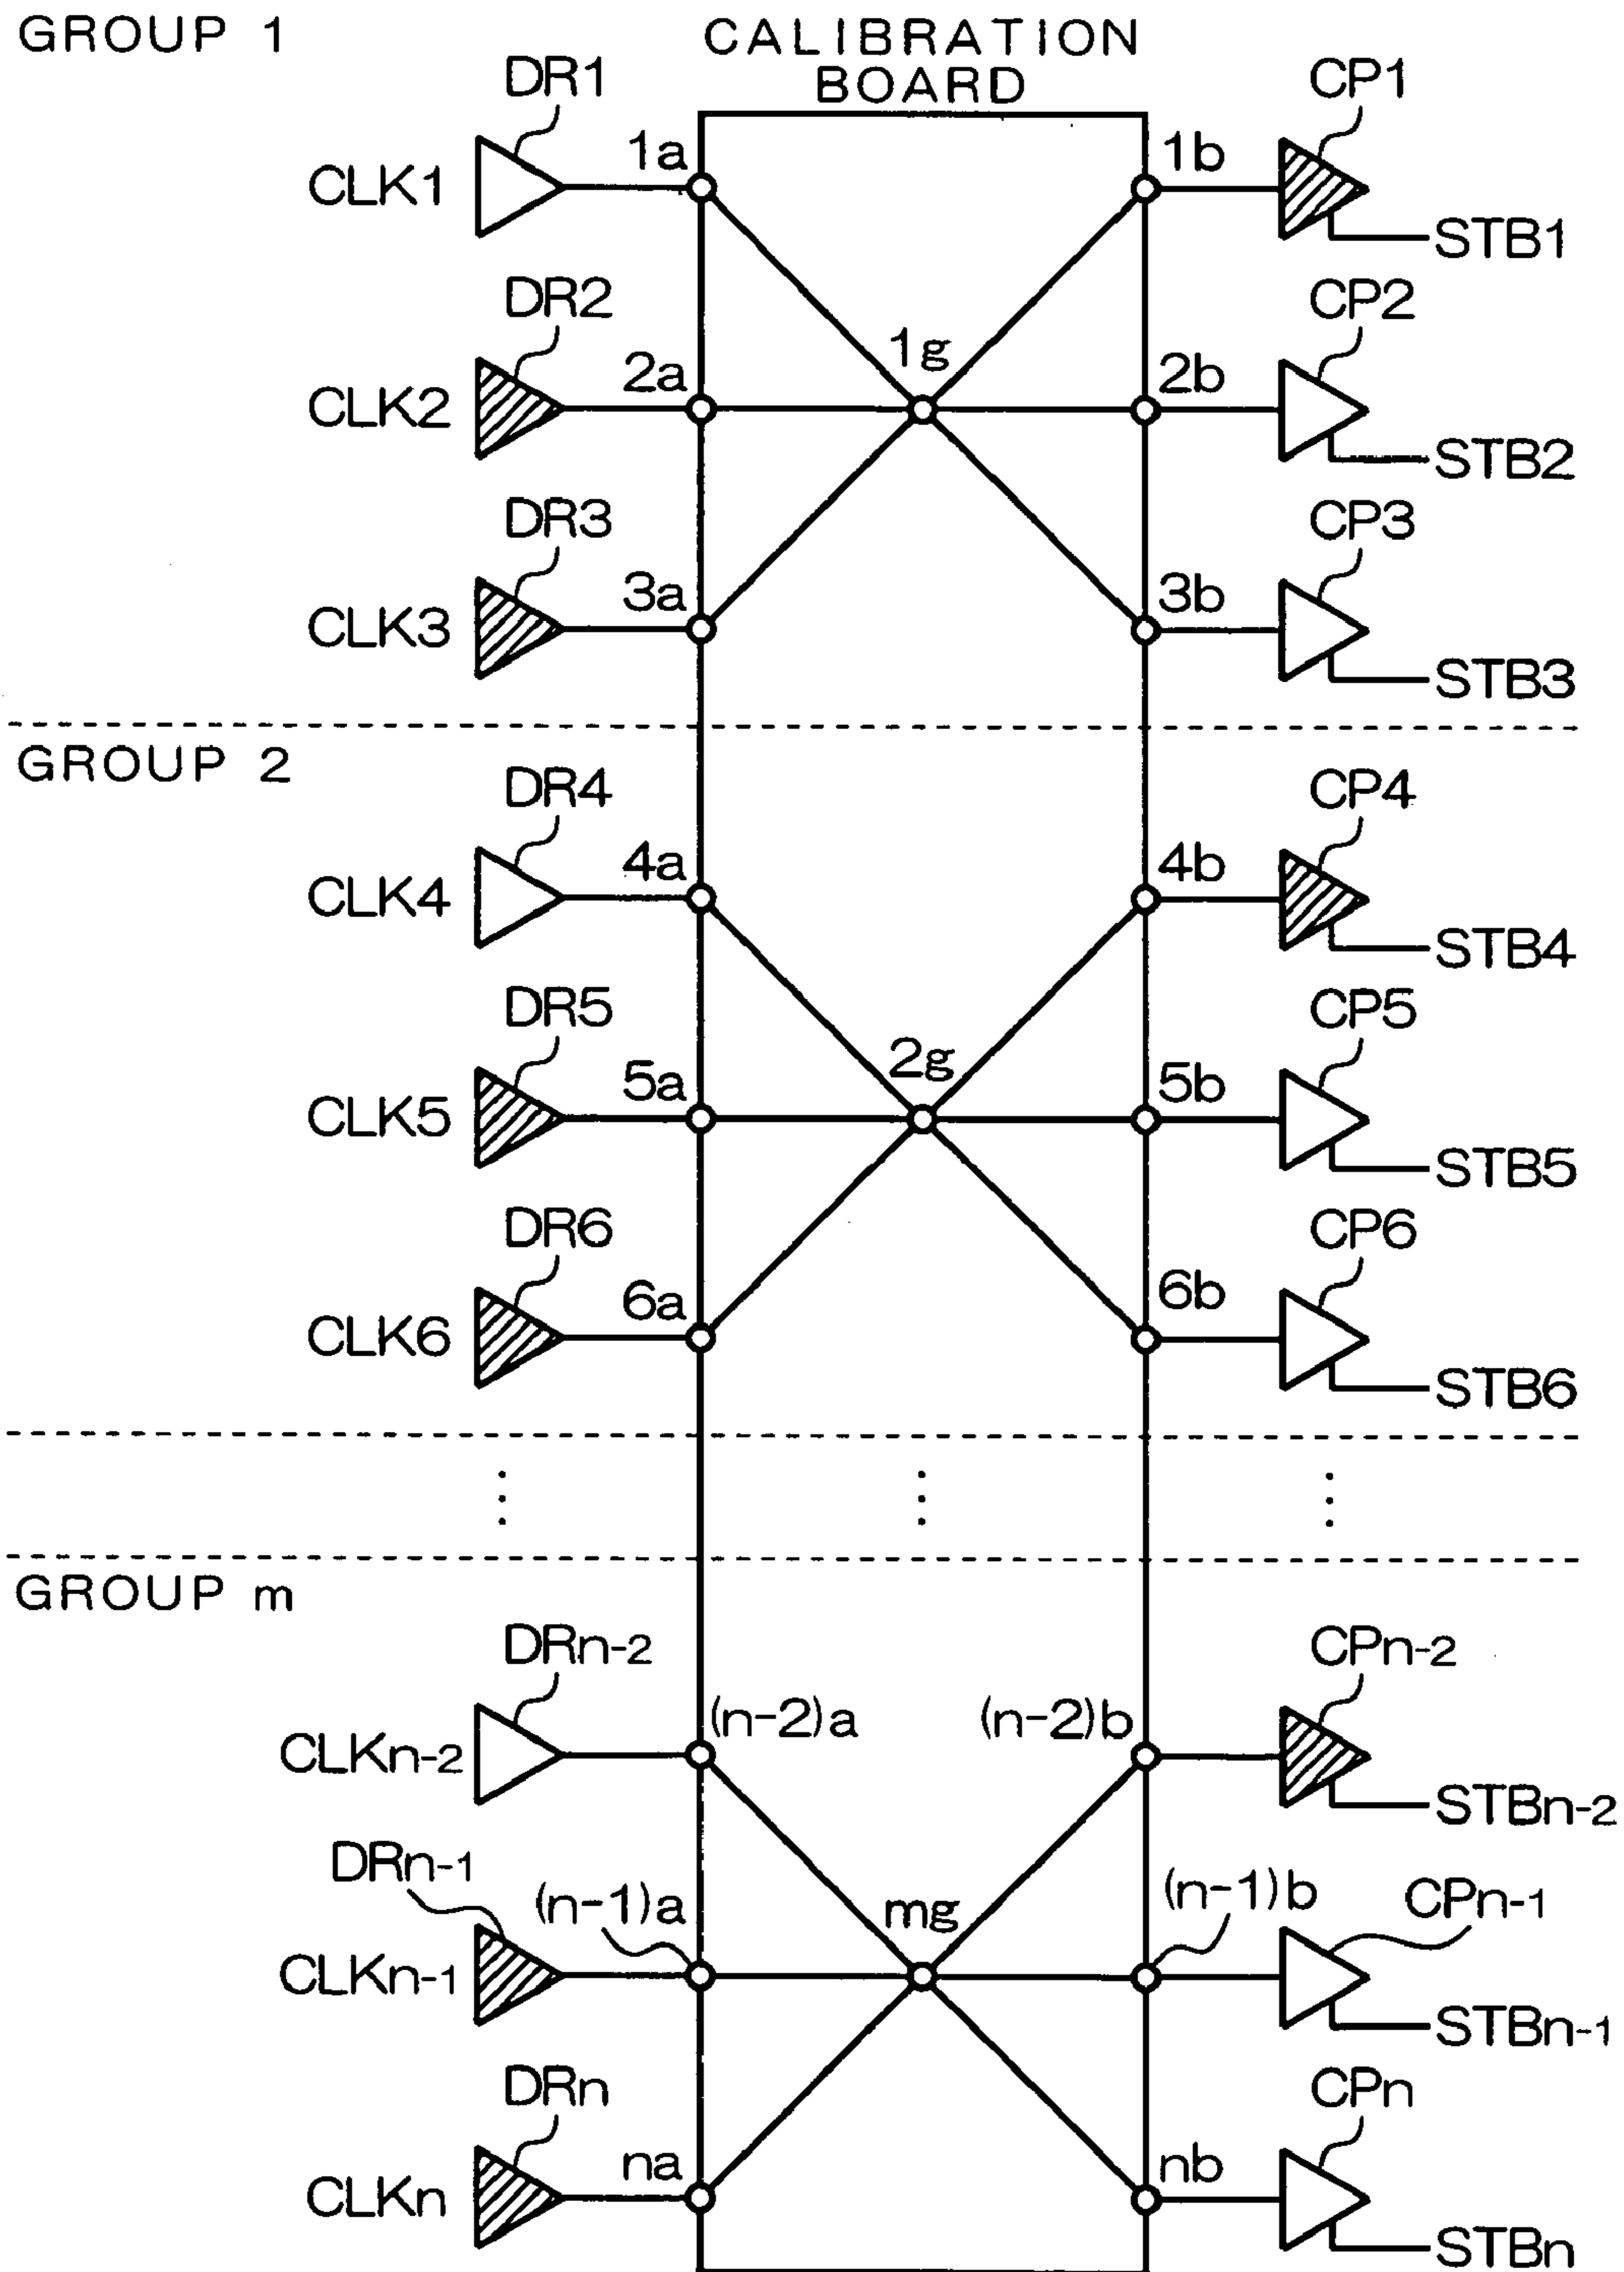 GROUP 1
CALIBRATION
BOARD
DR1
CP1
1a
1b
CLK1
STB1
DR2
CP2
1g
2a
2b
CLK2
STB2
DR3
CP3
3a
3b
CLK3
STB3
GROUP 2
DR4
CP4
4a
4b
CLK4
STB4
DR5
CP5
2g
5a
5b
CLK5
STB5
DR6
CP6
6a
6b
CLK6
STB6
GROUP m
DRn-2
CPn-2
(n-2)a
(n-2)b
CLKn-2
STBn-2
DRn-1
(n-1)a
mg
(n-1)b
CPn-1
CLKn-1
STBn-1
DRn
CPn
na
nb
CLKn
STBn